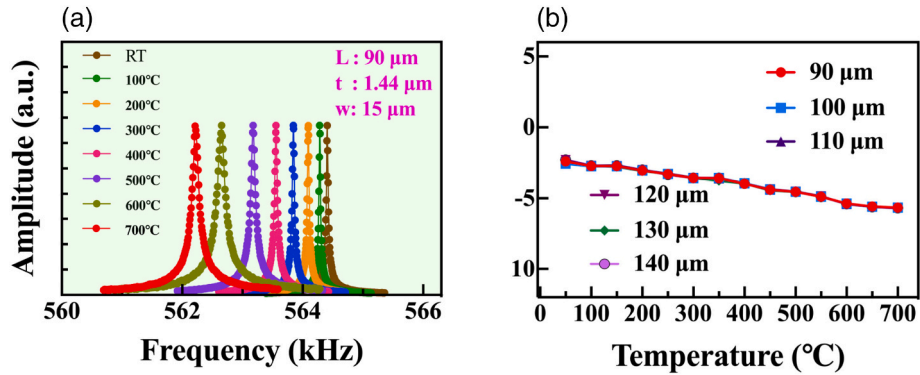 (a)
Amplitude (a.u.)
RT
100℃
200℃
300℃
400℃
500℃
600℃
700℃
L : 90 μm
t : 1.44 μm
w: 15 μm
560
562
564
566
Frequency (kHz)
(b)
5
0
-5
10
90 μm
100 μm
110 μm
120 μm
130 μm
140 μm
0
100
200
300
400
500
600
700
Temperature (℃)